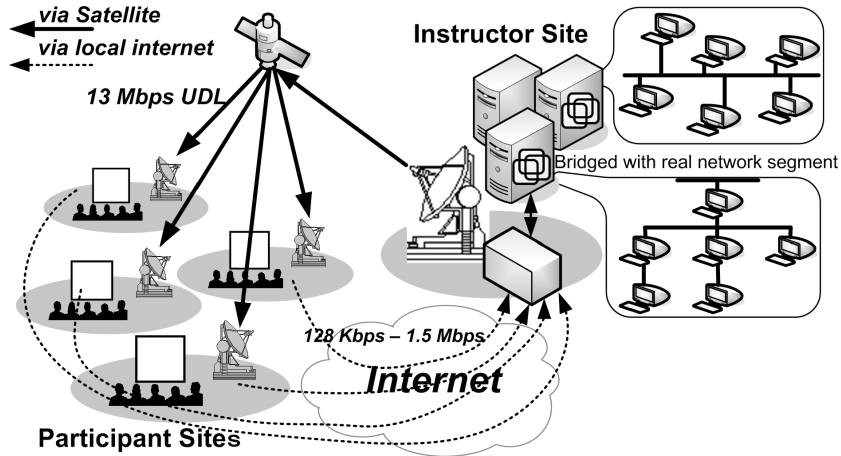 via Satellite
via local internet
13 Mbps UDL
Instructor Site
Bridged with real network segment
128 Kbps – 1.5 Mbps
Internet
Participant Sites